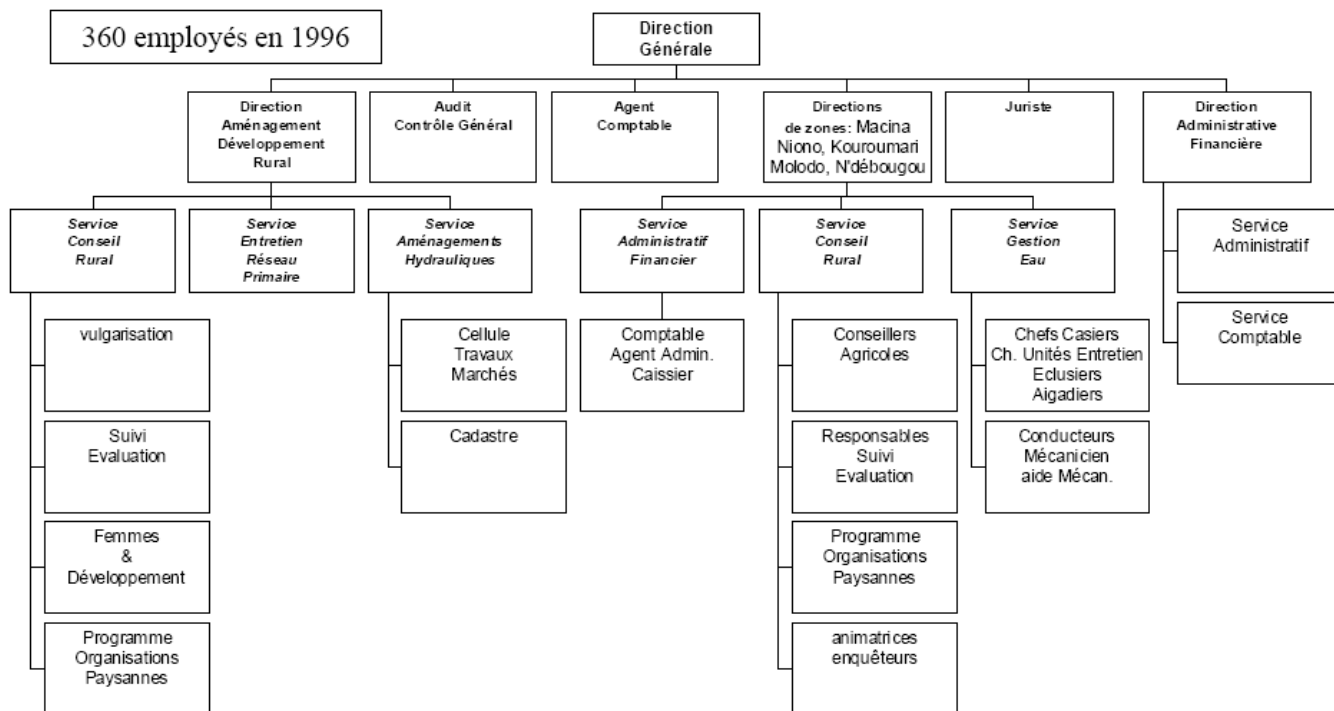 360 employés en 1996
Direction
Générale
Direction
Aménagement
Développement
Rural
Audit
Contrôle Général
Agent
Comptable
Directions
de zones: Macina
Niono, Kouroumari
Molodo, N'débougou
Juriste
Direction
Administrative
Financière
Service
Conseil
Rural
Service
Entretien
Réseau
Primaire
Service
Aménagements
Hydrauliques
Service
Administratif
Financier
Service
Conseil
Rural
Service
Gestion
Eau
Service
Administratif
Service
Comptable
vulgarisation
Suivi
Evaluation
Femmes
&
Développement
Programme
Organisations
Paysannes
Cellule
Travaux
Marchés
Cadastre
Comptable
Agent Admin.
Caissier
Conseillers
Agricoles
Responsables
Suivi
Evaluation
Programme
Organisations
Paysannes
animatrices
enquêteurs
Chefs Casiers
Ch. Unités Entretien
Eclusiers
Aigadiers
Conducteurs
Mécanicien
aide Mécan.